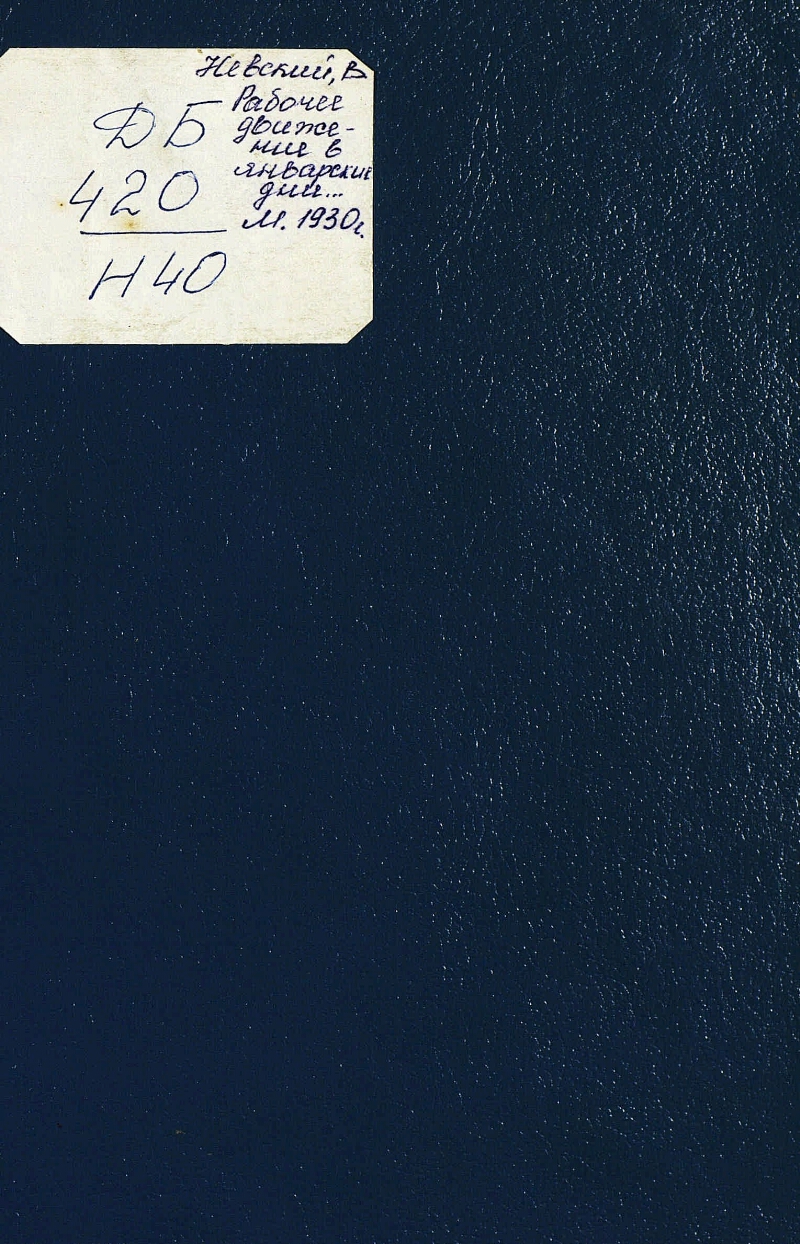 Невский, В
Рабочее
движе-
ние в
январские
дни...
М. 1930г.
ДБ
420
Н40